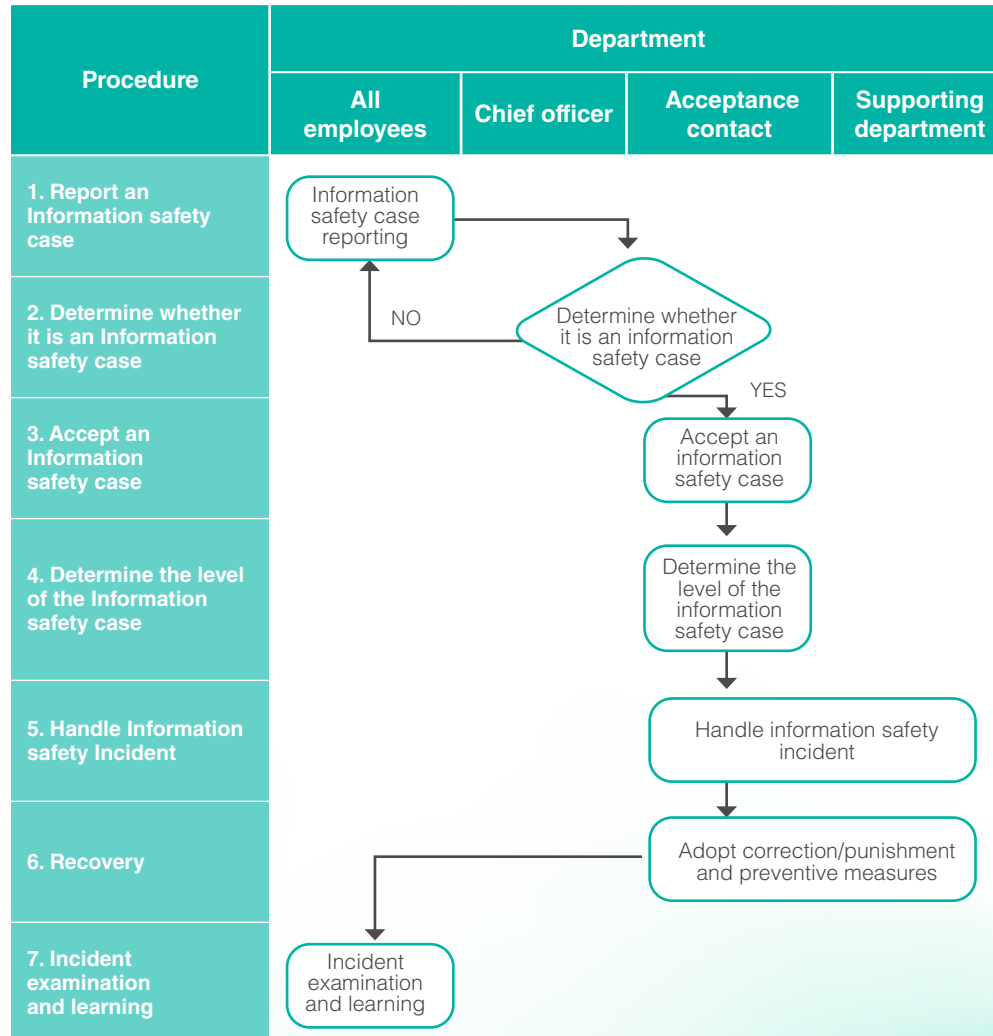 Procedure
Department
All
employees
Chief officer
Acceptance
contact
Supporting
department
1. Report an
Information safety
case
Information
safety case
reporting
2. Determine whether
it is an Information
safety case
NO
Determine whether
it is an information
safety case
YES
3. Accept an
Information
safety case
Accept an
information
safety case
4. Determine the level
of the Information
safety case
Determine the
level of the
information
safety case
5. Handle Information
safety Incident
Handle information safety
incident
6. Recovery
Adopt correction/punishment
and preventive measures
7. Incident
examination
and learning
Incident
examination
and learning